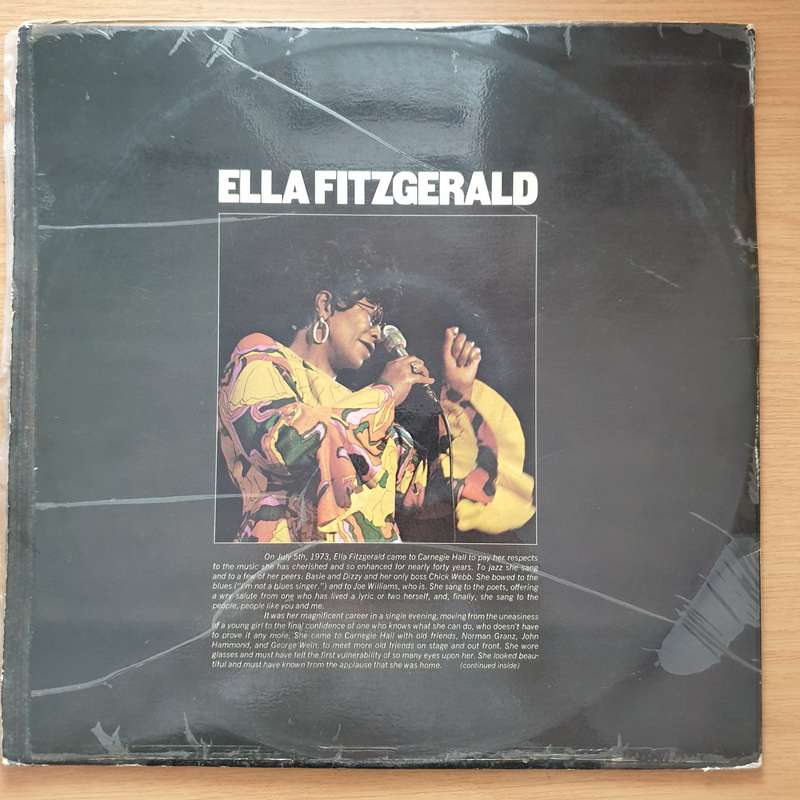 ELLA FITZGERALD
On July 5th, 1973, Ella Fitzgerald came to Carnegie Hall to pay her respects
to the music she has cherished and so enhanced for nearly forty years. To jazz she sang
and to a few of her peers: Basie and Dizzy and her only boss Chick Webb. She bowed to the
blues ("I'm not a blues singer.") and to Joe Williams, who is. She sang to the poets, offering
a wry salute from one who has lived a lyric or two herself, and, finally, she sang to the
people, people like you and me.
It was her magnificent career in a single evening, moving from the uneasiness
of a young girl to the final confidence of one who knows what she can do, who doesn't have
to prove it any more. She came to Carnegie Hall with old friends, Norman Granz, John
Hammond, and George Wein, to meet more old friends on stage and out front. She wore
glasses and must have felt the first vulnerability of so many eyes upon her. She looked beau-
tiful and must have known from the applause that she was home. (continued inside)